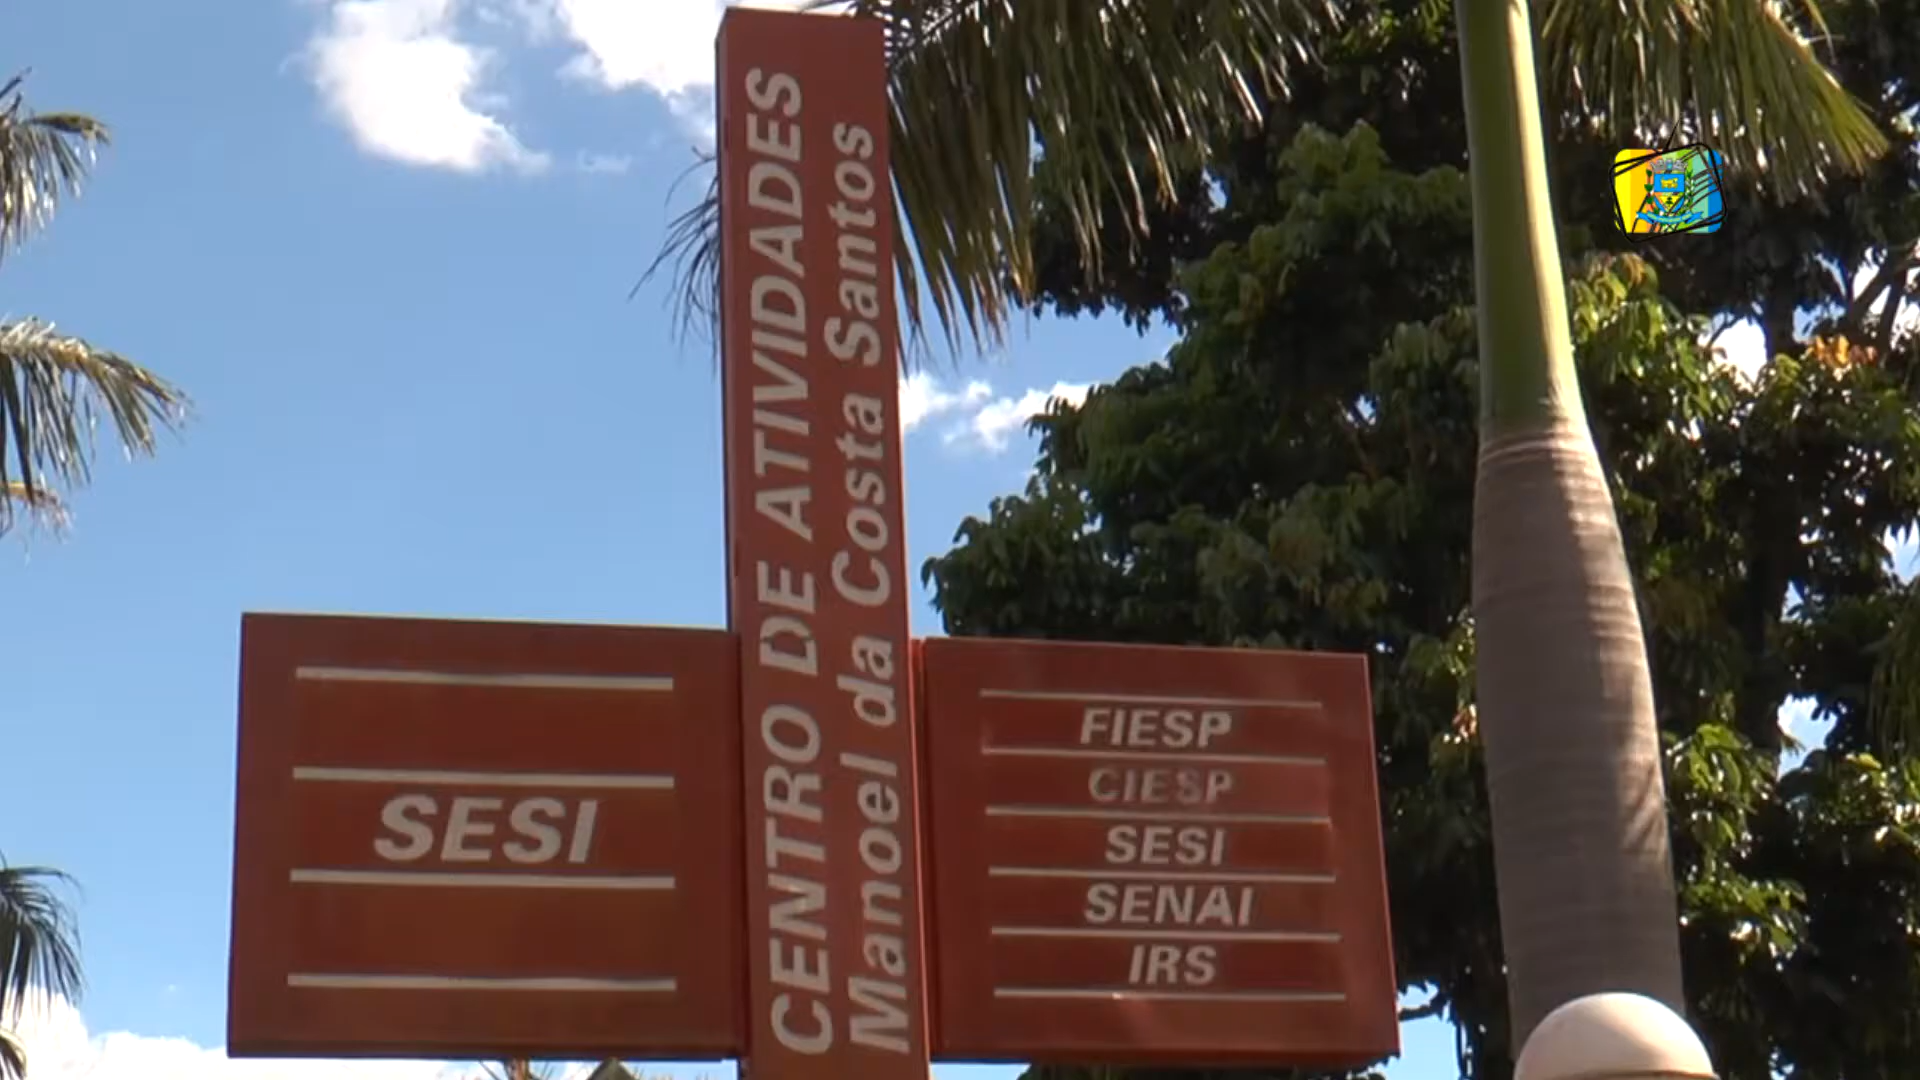 CENTRO DE ATIVIDADES
Manoel da Costa Santos
SESI
FIESP
CIESP
SESI
SENAI
IRS